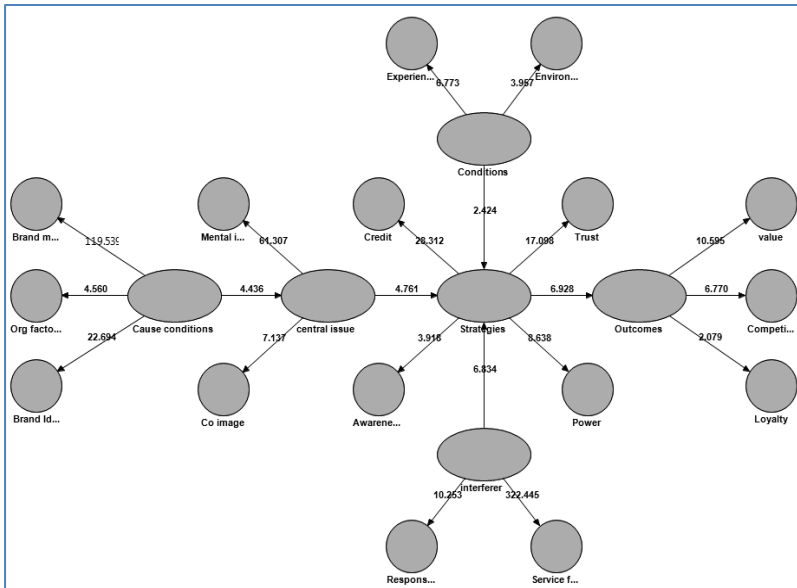 Experien...
Environ...
6.773
3.957
Conditions
2.424
Brand m...
119.539
Mental i...
61.307
Credit
28.312
17.098
Trust
10.595
value
Org facto...
4.560
Cause conditions
4.436
central issue
4.761
Strategies
6.928
Outcomes
6.770
Competi...
22.694
Brand Id...
7.137
Co image
3.918
Awarene...
6.834
8.638
Power
2.079
Loyalty
interferer
10.253
322.445
Respons...
Service f...